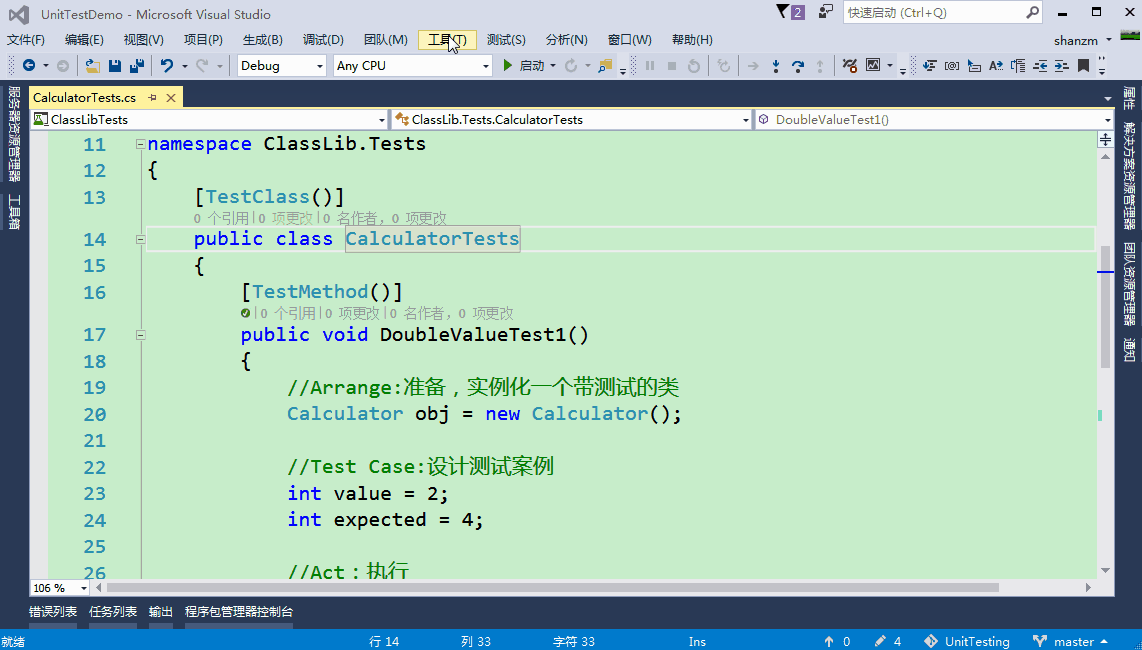 UnitTestDemo - Microsoft Visual Studio
2
快速启动 (Ctrl+Q)
文件(F) 编辑(E) 视图(V) 项目(P) 生成(B) 调试(D) 团队(M) 工具(T) 测试(S) 分析(N) 窗口(W) 帮助(H)
shanzm
Debug Any CPU 启动
服务器资源管理器
工具箱
CalculatorTests.cs
ClassLibTests ClassLib.Tests.CalculatorTests DoubleValueTest1()
11 namespace ClassLib.Tests
12 {
13 [TestClass()]
0 个引用|0 项更改|0 名作者，0 项更改
14 public class CalculatorTests
15 {
16 [TestMethod()]
|0 个引用|0 项更改|0 名作者，0 项更改
17 public void DoubleValueTest1()
18 {
19 //Arrange:准备，实例化一个带测试的类
20 Calculator obj = new Calculator();
21
22 //Test Case:设计测试案例
23 int value = 2;
24 int expected = 4;
25
26 //Act：执行
属性
解决方案资源管理器
团队资源管理器
通知
106 %
错误列表 任务列表 输出 程序包管理器控制台
就绪 行 14 列 33 字符 33 Ins 0 4 UnitTesting master